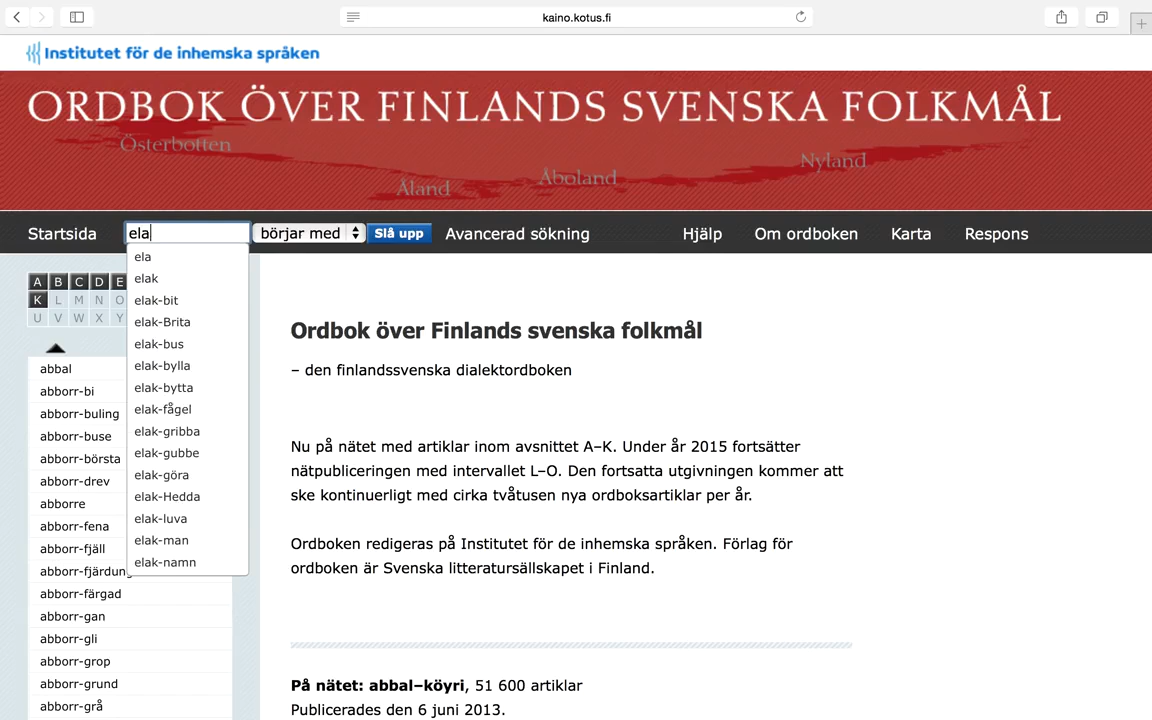 kaino.kotus.fi
Institutet för de inhemska språken
ORDBOK ÖVER FINLANDS SVENSKA FOLKMÅL
Österbotten
Nyland
Åboland
Åland
Startsida ela börjar med Slå upp Avancerad sökning Hjälp Om ordboken Karta Respons
A B C D E
K L M N O
U V W X Y
ela
elak
elak-bit
elak-Brita
elak-bus
elak-bylla
elak-bytta
elak-fågel
elak-gribba
elak-gubbe
elak-göra
elak-Hedda
elak-luva
elak-man
elak-namn
abbal
abborr-bi
abborr-buling
abborr-buse
abborr-börsta
abborr-drev
abborre
abborr-fena
abborr-fjäll
abborr-fjärdung
abborr-färgad
abborr-gan
abborr-gli
abborr-grop
abborr-grund
abborr-grå
Ordbok över Finlands svenska folkmål
– den finlandssvenska dialektordboken
Nu på nätet med artiklar inom avsnittet A–K. Under år 2015 fortsätter
nätpubliceringen med intervallet L–O. Den fortsatta utgivningen kommer att
ske kontinuerligt med cirka tvåtusen nya ordboksartiklar per år.
Ordboken redigeras på Institutet för de inhemska språken. Förlag för
ordboken är Svenska litteratursällskapet i Finland.
På nätet: abbal–köyri, 51 600 artiklar
Publicerades den 6 juni 2013.